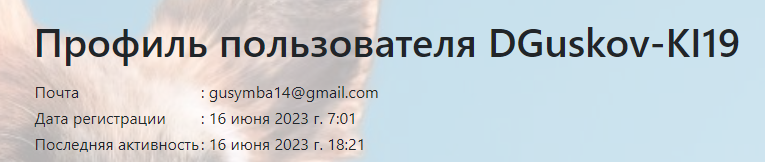 Профиль пользователя DGuskov-КІ19
Почта : gusymba14@gmail.com
Дата регистрации : 16 июня 2023 г. 7:01
Последняя активность : 16 июня 2023 г. 18:21